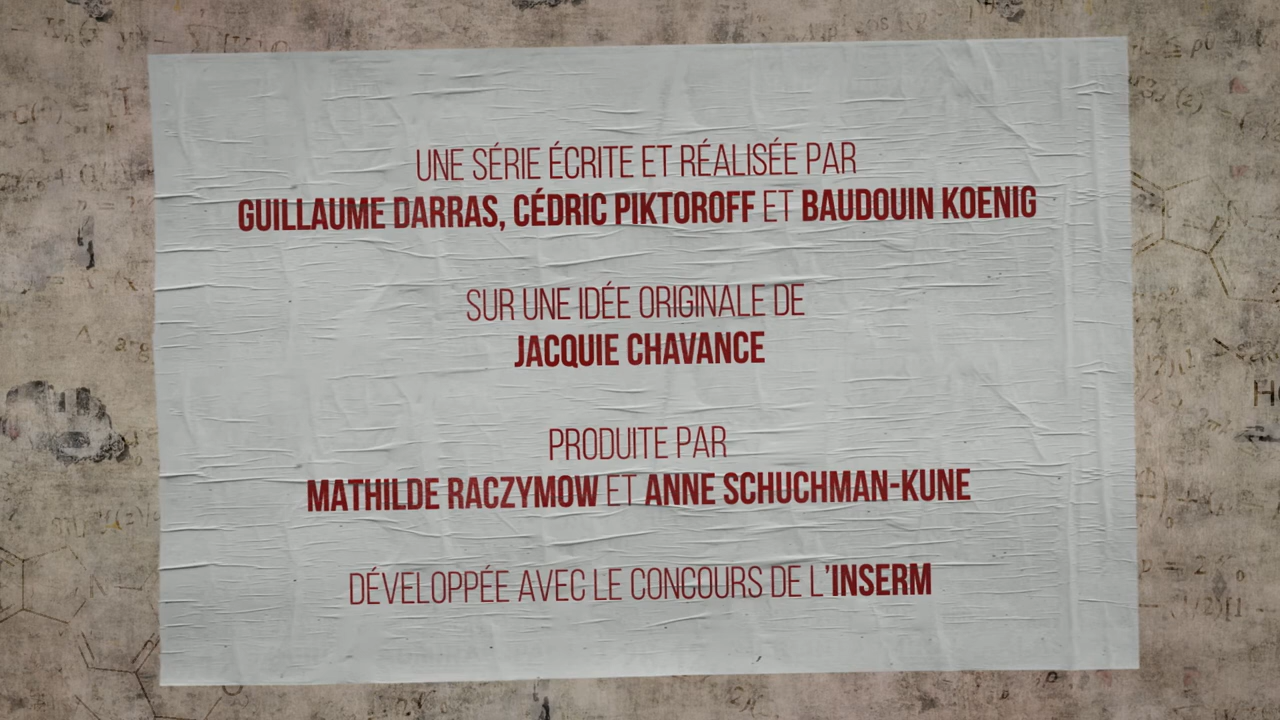 UNE SÉRIE ÉCRITE ET RÉALISÉE PAR
GUILLAUME DARRAS, CÉDRIC PIKTOROFF ET BAUDOUIN KOENIG
SUR UNE IDÉE ORIGINALE DE
JACQUIE CHAVANCE
PRODUITE PAR
MATHILDE RACZYMOW ET ANNE SCHUCHMAN-KUNE
DÉVELOPPÉE AVEC LE CONCOURS DE L'INSERM